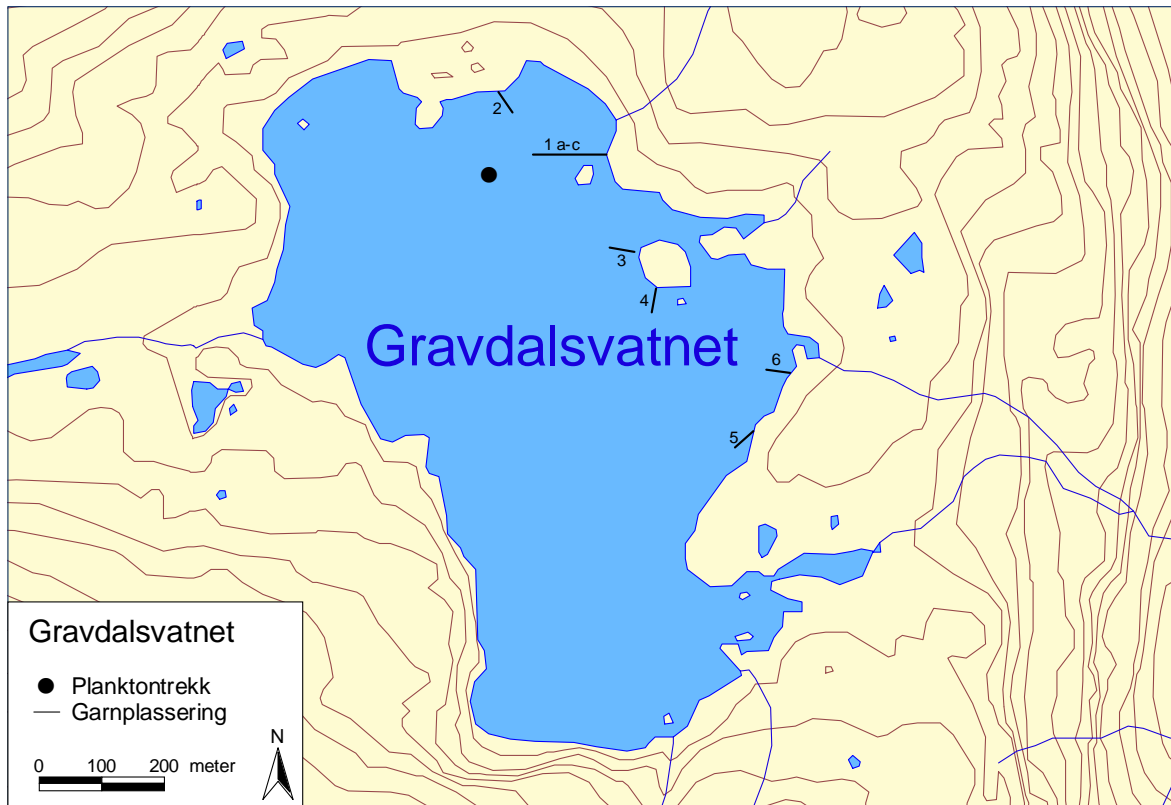 2
1 a-c
3
4
Gravdalsvatnet
6
5
Gravdalsvatnet
Planktontrekk
Garnplassering
N
0 100 200 meter